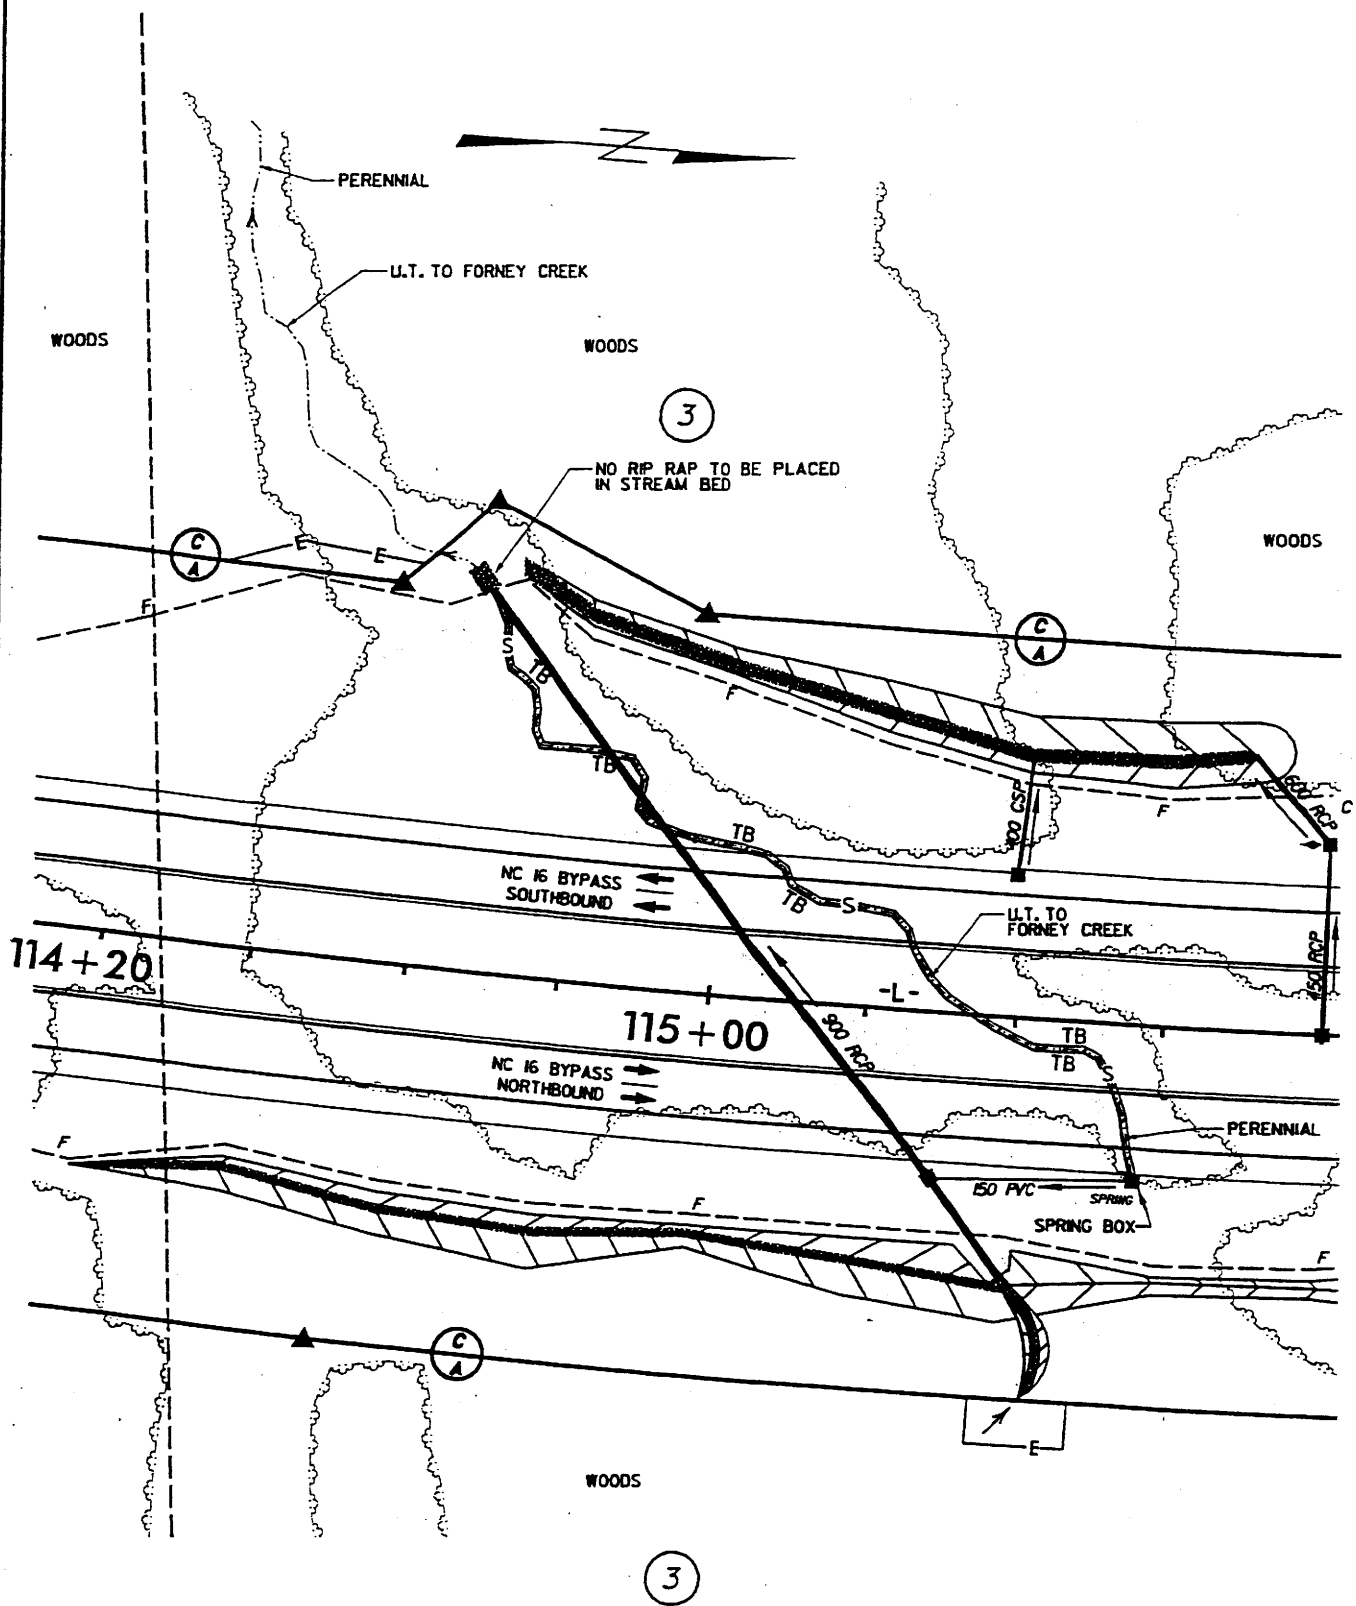 PERENNIAL
U.T. TO FORNEY CREEK
WOODS
WOODS
3
NO RIP RAP TO BE PLACED
IN STREAM BED
WOODS
C
A
E
E
F
C
A
S
TB
F
TB
400 CSP
F
600 RCP
C
TB
NC 16 BYPASS
SOUTHBOUND
TB
S
U.T. TO
FORNEY CREEK
114+20
450 RCP
-L-
115+00
900 RCP
TB
TB
NC 16 BYPASS
NORTHBOUND
S
PERENNIAL
F
150 PVC
SPRING
F
SPRING BOX
F
C
A
E
WOODS
3